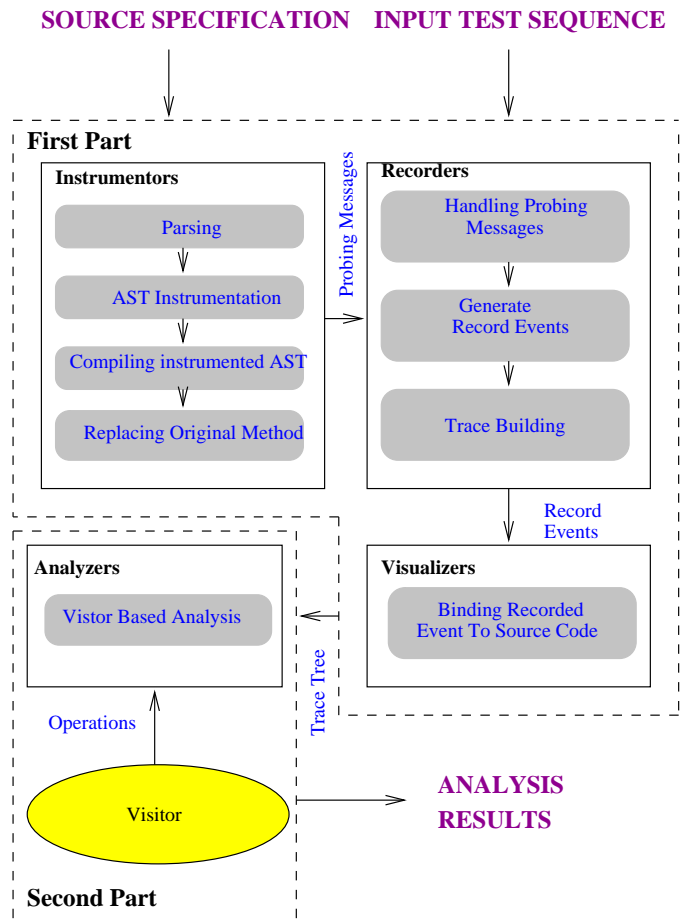 SOURCE SPECIFICATION
INPUT TEST SEQUENCE
First Part
Instrumentors
Parsing
AST Instrumentation
Compiling instrumented AST
Replacing Original Method
Probing Messages
Recorders
Handling Probing
Messages
Generate
Record Events
Trace Building
Record
Events
Analyzers
Vistor Based Analysis
Visualizers
Binding Recorded
Event To Source Code
Trace Tree
Operations
Visitor
ANALYSIS
RESULTS
Second Part